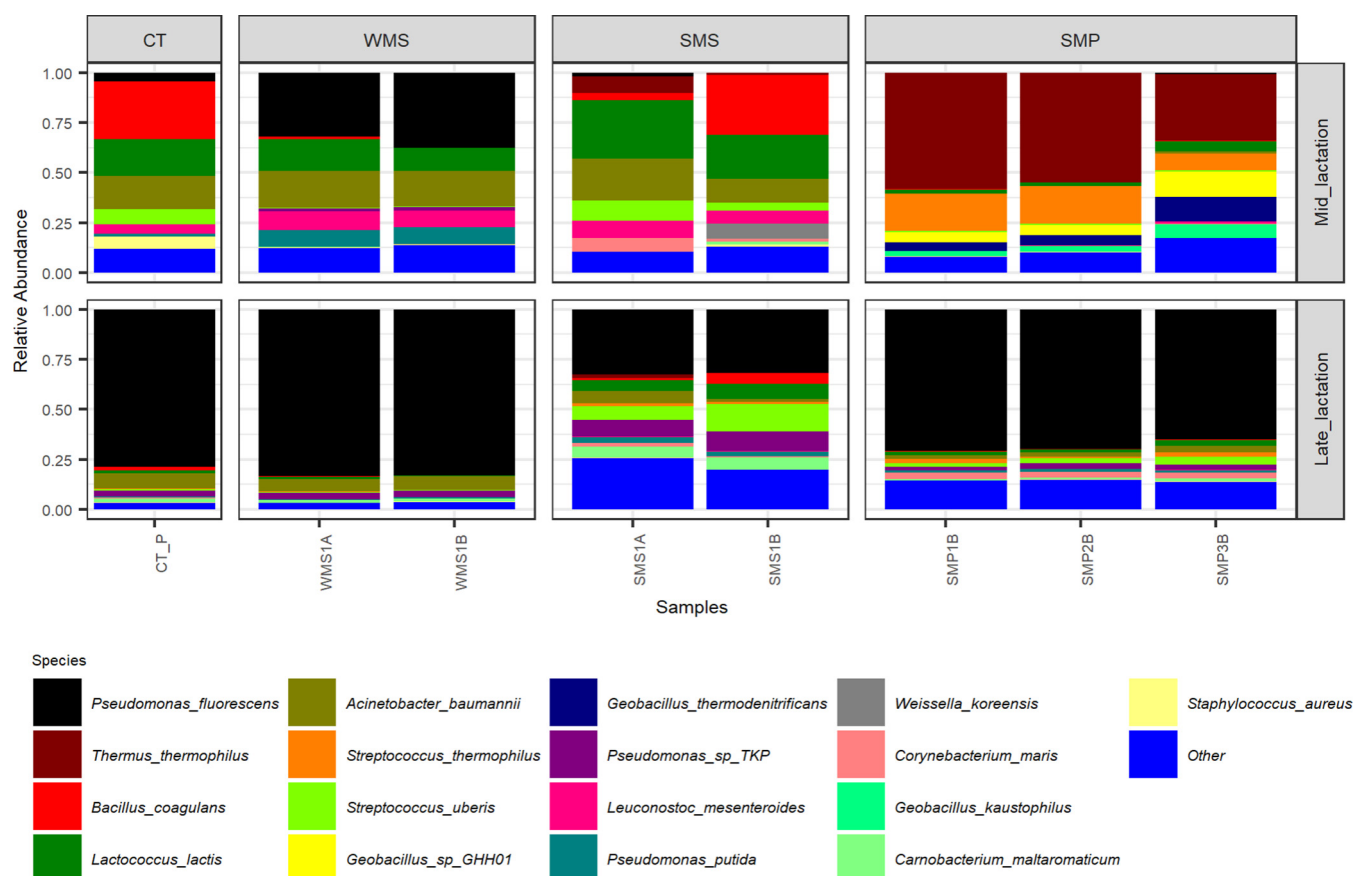 CT WMS SMS SMP
1.00
0.75
0.50
0.25
0.00
Mid_lactation
1.00
0.75
0.50
0.25
0.00
Late_lactation
Relative Abundance
CT_P WMS1A WMS1B SMS1A SMS1B SMP1B SMP2B SMP3B
Samples
Species
Pseudomonas_fluorescens Acinetobacter_baumannii Geobacillus_thermodenitrificans Weissella_koreensis Staphylococcus_aureus
Thermus_thermophilus Streptococcus_thermophilus Pseudomonas_sp_TKP Corynebacterium_maris Other
Bacillus_coagulans Streptococcus_uberis Leuconostoc_mesenteroides Geobacillus_kaustophilus
Lactococcus_lactis Geobacillus_sp_GHH01 Pseudomonas_putida Carnobacterium_maltaromaticum